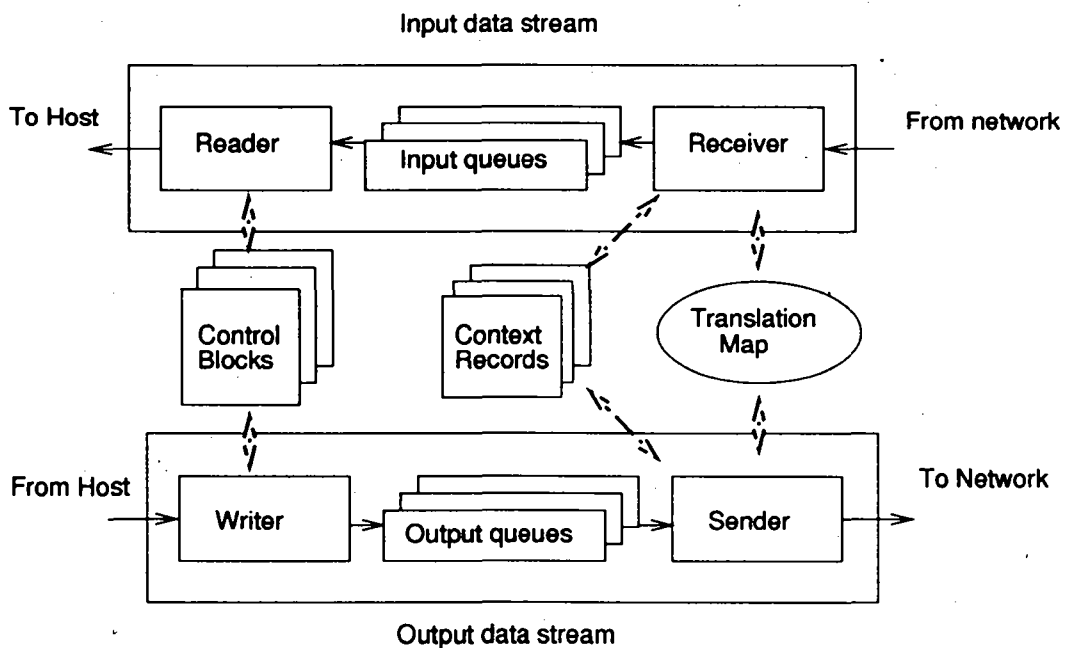 Input data stream
To Host
Reader
Input queues
Receiver
From network
Control
Blocks
Context
Records
Translation
Map
From Host
Writer
Output queues
Sender
To Network
Output data stream